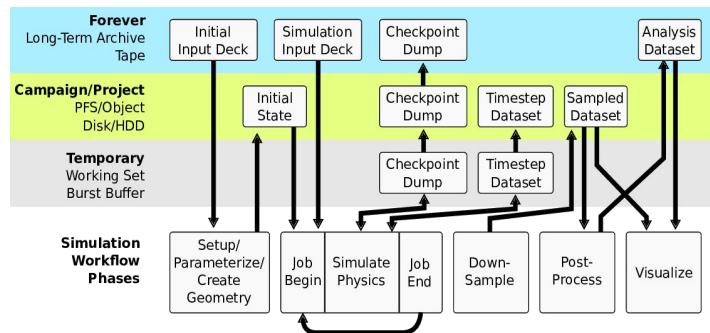 Forever
Long-Term Archive
Tape
Initial
Input Deck
Simulation
Input Deck
Checkpoint
Dump
Analysis
Dataset
Campaign/Project
PFS/Object
Disk/HDD
Initial
State
Checkpoint
Dump
Timestep
Dataset
Sampled
Dataset
Temporary
Working Set
Burst Buffer
Checkpoint
Dump
Timestep
Dataset
Simulation
Workflow
Phases
Setup/
Parameterize/
Create
Geometry
Job
Begin
Simulate
Physics
Job
End
Down-
Sample
Post-
Process
Visualize